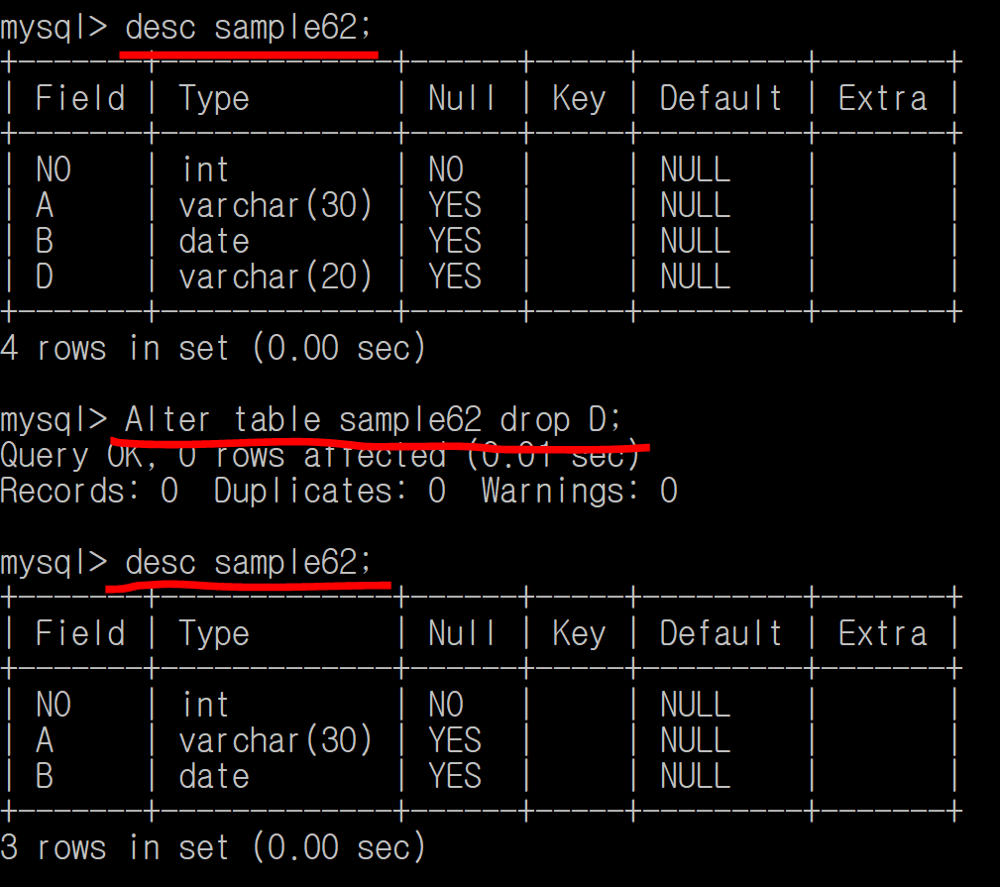 mysql> desc sample62;
+-------+-------------+------+-----+---------+-------+
| Field | Type        | Null | Key | Default | Extra |
+-------+-------------+------+-----+---------+-------+
| NO    | int         | NO   |     | NULL    |       |
| A     | varchar(30) | YES  |     | NULL    |       |
| B     | date        | YES  |     | NULL    |       |
| D     | varchar(20) | YES  |     | NULL    |       |
+-------+-------------+------+-----+---------+-------+
4 rows in set (0.00 sec)
mysql> Alter table sample62 drop D;
Query OK, 0 rows affected (0.01 sec)
Records: 0  Duplicates: 0  Warnings: 0
mysql> desc sample62;
+-------+-------------+------+-----+---------+-------+
| Field | Type        | Null | Key | Default | Extra |
+-------+-------------+------+-----+---------+-------+
| NO    | int         | NO   |     | NULL    |       |
| A     | varchar(30) | YES  |     | NULL    |       |
| B     | date        | YES  |     | NULL    |       |
+-------+-------------+------+-----+---------+-------+
3 rows in set (0.00 sec)